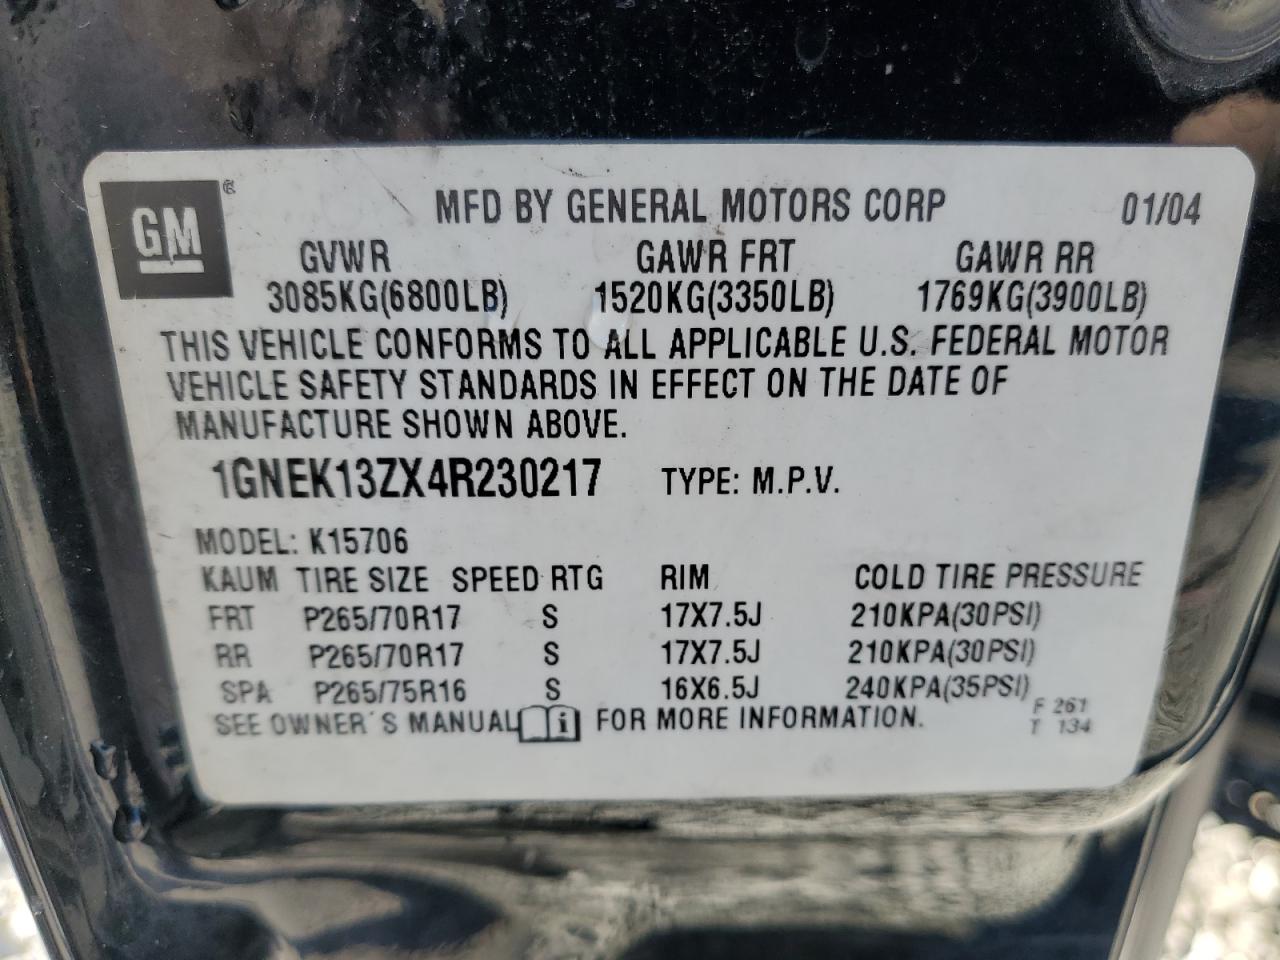 GM ®
MFD BY GENERAL MOTORS CORP 01/04
GVWR GAWR FRT GAWR RR
3085KG(6800LB) 1520KG(3350LB) 1769KG(3900LB)
THIS VEHICLE CONFORMS TO ALL APPLICABLE U.S. FEDERAL MOTOR
VEHICLE SAFETY STANDARDS IN EFFECT ON THE DATE OF
MANUFACTURE SHOWN ABOVE.
1GNEK13ZX4R230217 TYPE: M.P.V.
MODEL: K15706
KAUM TIRE SIZE SPEED RTG RIM COLD TIRE PRESSURE
FRT P265/70R17 S 17X7.5J 210KPA(30PSI)
RR P265/70R17 S 17X7.5J 210KPA(30PSI)
SPA P265/75R16 S 16X6.5J 240KPA(35PSI)
SEE OWNER'S MANUAL i FOR MORE INFORMATION.
F 261
T 134